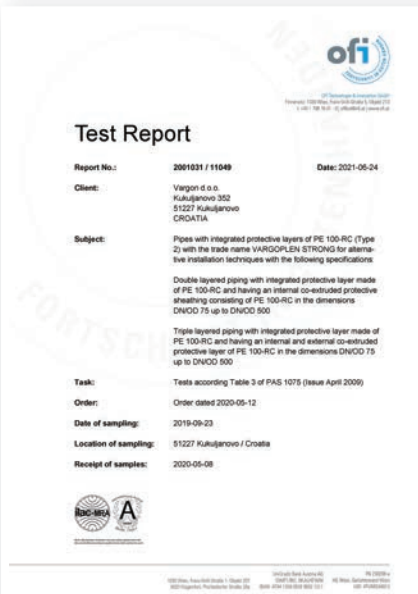 ofi
Test Report
Report No.: 2001031 / 11049 Date: 2021-06-24
Client: Vargon d.o.o.
Kukuljanovo 352
51227 Kukuljanovo
CROATIA
Subject: Pipes with integrated protective layers of PE 100-RC (Type
2) with the trade name VARGOPLEN STRONG for alterna-
tive installation techniques with the following specifications:
Double layered piping with integrated protective layer made
of PE 100-RC and having an internal co-extruded protective
sheathing consisting of PE 100-RC in the dimensions
DN/OD 75 up to DN/OD 500
Triple layered piping with integrated protective layer made of
PE 100-RC and having an internal and external co-extruded
protective layer of PE 100-RC in the dimensions DN/OD 75
up to DN/OD 500
Task: Tests according Table 3 of PAS 1075 (Issue April 2009)
Order: Order dated 2020-05-12
Date of sampling: 2019-09-23
Location of sampling: 51227 Kukuljanovo / Croatia
Receipt of samples: 2020-05-08
ilac-MRA
A